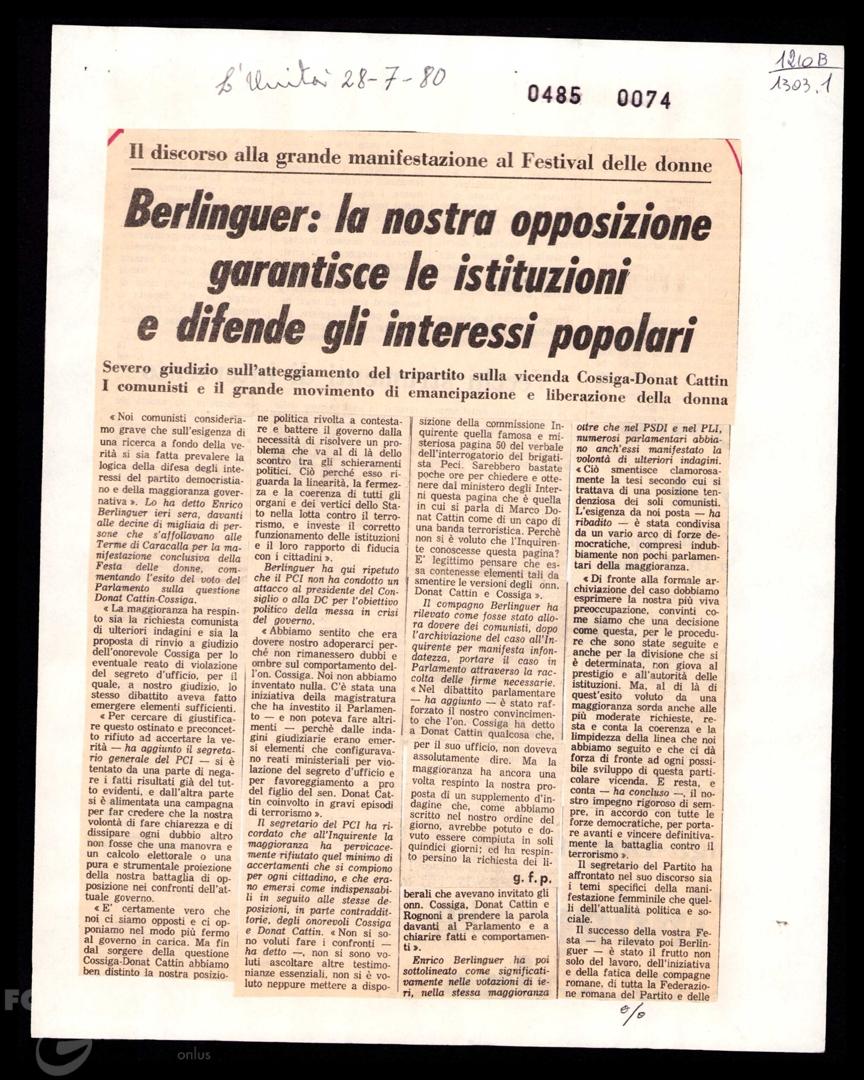 L'Unità 28-7-80
0485 0074
1210B
1303.1
Il discorso alla grande manifestazione al Festival delle donne
Berlinguer: la nostra opposizione
garantisce le istituzioni
e difende gli interessi popolari
Severo giudizio sull'atteggiamento del tripartito sulla vicenda Cossiga-Donat Cattin
I comunisti e il grande movimento di emancipazione e liberazione della donna
« Noi comunisti consideria-
mo grave che sull'esigenza di
una ricerca a fondo della ve-
rità si sia fatta prevalere la
logica della difesa degli inte-
ressi del partito democristia-
no e della maggioranza gover-
nativa ». Lo ha detto Enrico
Berlinguer ieri sera, davanti
alle decine di migliaia di per-
sone che s'affollavano alle
Terme di Caracalla per la ma-
nifestazione conclusiva della
Festa delle donne, com-
mentando l'esito del voto del
Parlamento sulla questione
Donat Cattin-Cossiga.
« La maggioranza ha respin-
to sia la richiesta comunista
di ulteriori indagini e sia la
proposta di rinvio a giudizio
dell'onorevole Cossiga per lo
eventuale reato di violazione
del segreto d'ufficio, per il
quale, a nostro giudizio, lo
stesso dibattito aveva fatto
emergere elementi sufficienti.
« Per cercare di giustifica-
re questo ostinato e preconcet-
to rifiuto ad accertare la ve-
rità — ha aggiunto il segreta-
rio generale del PCI — si è
tentato da una parte di nega-
re i fatti risultati già del tut-
to evidenti, e dall'altra parte
si è alimentata una campagna
per far credere che la nostra
volontà di fare chiarezza e di
dissipare ogni dubbio altro
non fosse che una manovra e
un calcolo elettorale o una
pura e strumentale proiezione
della nostra battaglia di op-
posizione nei confronti dell'at-
tuale governo.
« E' certamente vero che
noi ci siamo opposti e ci op-
poniamo nel modo più fermo
al governo in carica. Ma fin
dal sorgere della questione
Cossiga-Donat Cattin abbiamo
ben distinto la nostra posizio-
ne politica rivolta a contesta-
re e battere il governo dalla
necessità di risolvere un pro-
blema che va al di là dello
scontro tra gli schieramenti
politici. Ciò perché esso ri-
guarda la linearità, la fermez-
za e la coerenza di tutti gli
organi e dei vertici dello Sta-
to nella lotta contro il terro-
rismo, e investe il corretto
funzionamento delle istituzioni
e il loro rapporto di fiducia
con i cittadini ».
Berlinguer ha qui ripetuto
che il PCI non ha condotto un
attacco al presidente del Con-
siglio o alla DC per l'obiettivo
politico della messa in crisi
del governo.
« Abbiamo sentito che era
dovere nostro adoperarci per-
ché non rimanessero dubbi e
ombre sul comportamento del-
l'on. Cossiga. Noi non abbiamo
inventato nulla. C'è stata una
iniziativa della magistratura
che ha investito il Parlamen-
to — e non poteva fare altri-
menti — perchè dalle inda-
gini giudiziarie erano emer-
si elementi che configurava-
no reati ministeriali per vio-
lazione del segreto d'ufficio e
per favoreggiamento a pro
del figlio del sen. Donat Cat-
tin coinvolto in gravi episodi
di terrorismo ».
Il segretario del PCI ha ri-
cordato che all'Inquirente la
maggioranza ha pervicace-
mente rifiutato quel minimo di
accertamenti che si compiono
per ogni cittadino, e che era-
no emersi come indispensabi-
li in seguito alle stesse de-
posizioni, in parte contraddit-
torie, degli onorevoli Cossiga
e Donat Cattin. « Non si so-
no voluti fare i confronti —
ha detto —, non si sono vo-
luti ascoltare altre testimo-
nianze essenziali, non si è vo-
luto neppure mettere a dispo-
sizione della commissione In-
quirente quella famosa e mi-
steriosa pagina 50 del verbale
dell'interrogatorio del brigati-
sta Peci. Sarebbero bastate
poche ore per chiedere e otte-
nere dal ministero degli Inter-
ni questa pagina che è quella
in cui si parla di Marco Do-
nat Cattin come di un capo di
una banda terroristica. Perchè
non si è voluto che l'Inquiren-
te conoscesse questa pagina?
E' legittimo pensare che es-
sa contenesse elementi tali da
smentire le versioni degli onn.
Donat Cattin e Cossiga ».
Il compagno Berlinguer ha
rilevato come fosse stato allo-
ra dovere dei comunisti, dopo
l'archiviazione del caso all'In-
quirente per manifesta infon-
datezza, portare il caso in
Parlamento attraverso la rac-
colta delle firme necessarie.
« Nel dibattito parlamentare
— ha aggiunto — è stato raf-
forzato il nostro convincimen-
to che l'on. Cossiga ha detto
a Donat Cattin qualcosa che,
per il suo ufficio, non doveva
assolutamente dire. Ma la
maggioranza ha ancora una
volta respinto la nostra pro-
posta di un supplemento d'in-
dagine che, come abbiamo
scritto nel nostro ordine del
giorno, avrebbe potuto e do-
vuto essere compiuta in soli
quindici giorni; ed ha respin-
to persino la richiesta dei li-
g. f. p.
berali che avevano invitato gli
onn. Cossiga, Donat Cattin e
Rognoni a prendere la parola
davanti al Parlamento e a
chiarire fatti e comportamen-
ti ».
Enrico Berlinguer ha poi
sottolineato come significati-
vamente nelle votazioni di ie-
ri, nella stessa maggioranza
oltre che nel PSDI e nel PLI,
numerosi parlamentari abbia-
no anch'essi manifestato la
volontà di ulteriori indagini.
« Ciò smentisce clamorosa-
mente la tesi secondo cui si
trattava di una posizione ten-
denziosa dei soli comunisti.
L'esigenza da noi posta — ha
ribadito — è stata condivisa
da un vario arco di forze de-
mocratiche, compresi indub-
biamente non pochi parlamen-
tari della maggioranza.
« Di fronte alla formale ar-
chiviazione del caso dobbiamo
esprimere la nostra più viva
preoccupazione, convinti co-
me siamo che una decisione
come questa, per le procedu-
re che sono state seguite e
anche per la divisione che si
è determinata, non giova al
prestigio e all'autorità delle
istituzioni. Ma, al di là di
quest'esito voluto da una
maggioranza sorda anche alle
più moderate richieste, re-
sta e conta la coerenza e la
limpidezza della linea che noi
abbiamo seguito e che ci dà
forza di fronte ad ogni possi-
bile sviluppo di questa parti-
colare vicenda. E resta, e
conta — ha concluso —, il no-
stro impegno rigoroso di sem-
pre, in accordo con tutte le
forze democratiche, per porta-
re avanti e vincere definitiva-
mente la battaglia contro il
terrorismo ».
Il segretario del Partito ha
affrontato nel suo discorso sia
i temi specifici della mani-
festazione femminile che quel-
li dell'attualità politica e so-
ciale.
Il successo della vostra Fe-
sta — ha rilevato poi Berlin-
guer — è stato il frutto non
solo del lavoro, dell'iniziativa
e della fatica delle compagne
romane, di tutta la Federazio-
ne romana del Partito e delle
%
FO
onlus